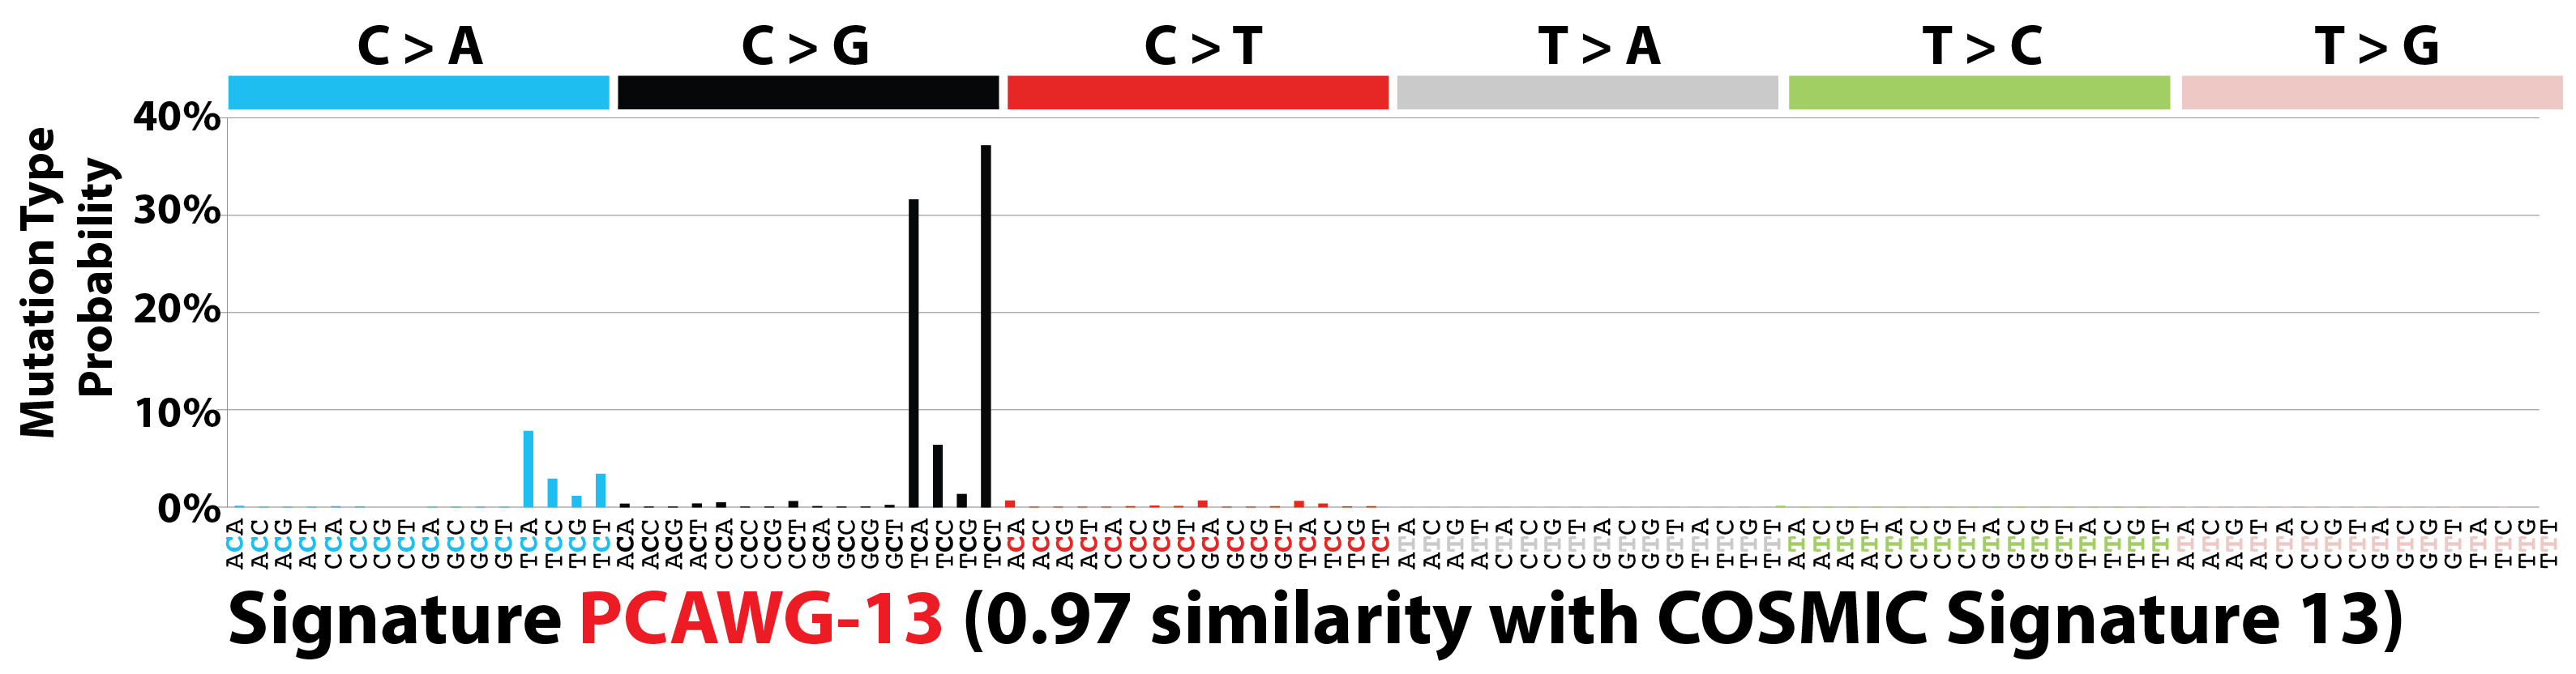 C > A C > G C > T T > A T > C T > G
Mutation Type
Probability
40%
30%
20%
10%
0%
ACA ACC ACG ACT CCA CCC CCG CCT GCA GCC GCG GCT TCA TCC TCG TCT ACA ACC ACG ACT CCA CCC CCG CCT GCA GCC GCG GCT TCA TCC TCG TCT ACA ACC ACG ACT CCA CCC CCG CCT GCA GCC GCG GCT TCA TCC TCG TCT ATA ATC ATG ATT CTA CTC CTG CTT GTA GTC GTG GTT TTA TTC TTG TTT ATA ATC ATG ATT CTA CTC CTG CTT GTA GTC GTG GTT TTA TTC TTG TTT ATA ATC ATG ATT CTA CTC CTG CTT GTA GTC GTG GTT TTA TTC TTG TTT
Signature PCAWG-13 (0.97 similarity with COSMIC Signature 13)